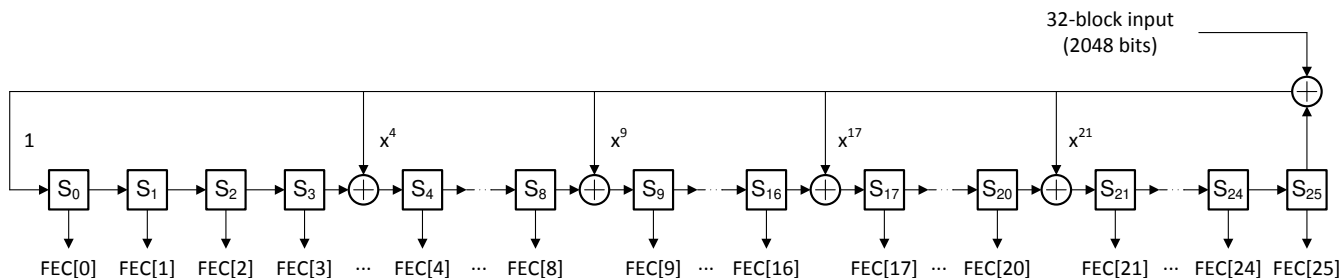 32-block input
(2048 bits)
1
x⁴
x⁹
x¹⁷
x²¹
S₀ S₁ S₂ S₃ S₄ S₈ S₉ S₁₆ S₁₇ S₂₀ S₂₁ S₂₄ S₂₅
FEC[0] FEC[1] FEC[2] FEC[3] ... FEC[4] ... FEC[8] FEC[9] ... FEC[16] FEC[17] ... FEC[20] FEC[21] ... FEC[24] FEC[25]